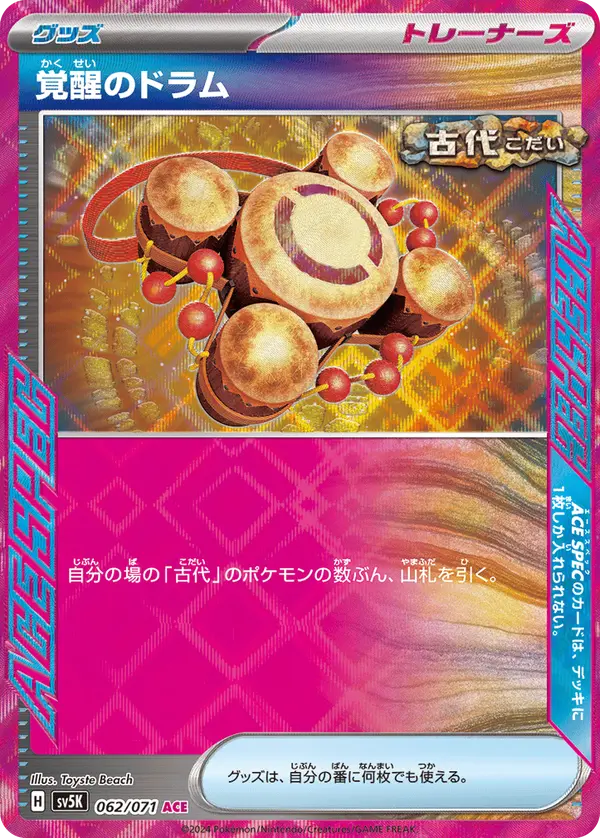 グッズ
トレーナーズ
かくせい
覚醒のドラム
古代 こだい
ACE SPEC
ACE SPEC
エーススペック
ACE SPECのカードは、デッキに
まい い
1枚しか入れられない。
じぶん ば こだい かず やまふだ ひ
自分の場の「古代」のポケモンの数ぶん、山札を引く。
Illus. Toyste Beach
じぶん ばん なんまい つか
グッズは、自分の番に何枚でも使える。
H sv5K 062/071 ACE
©2024 Pokémon/Nintendo/Creatures/GAME FREAK